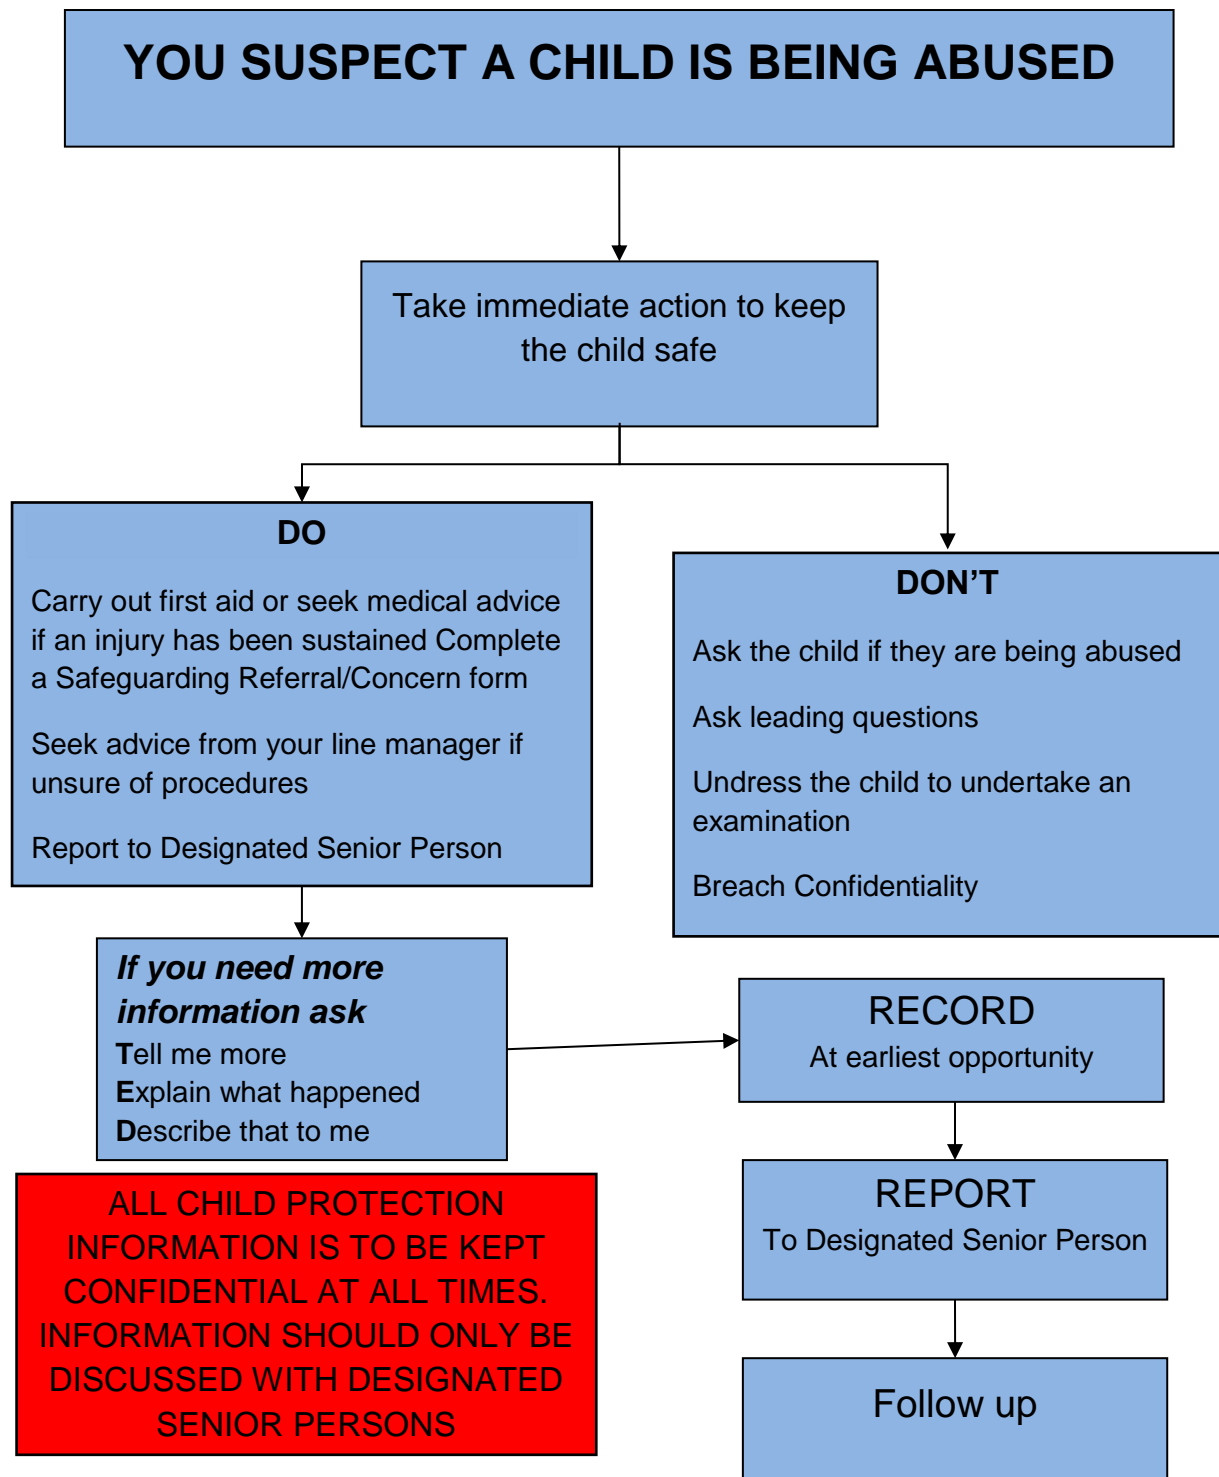 YOU SUSPECT A CHILD IS BEING ABUSED
Take immediate action to keep
the child safe
DO
Carry out first aid or seek medical advice
if an injury has been sustained Complete
a Safeguarding Referral/Concern form
Seek advice from your line manager if
unsure of procedures
Report to Designated Senior Person
DON’T
Ask the child if they are being abused
Ask leading questions
Undress the child to undertake an
examination
Breach Confidentiality
If you need more
information ask
Tell me more
Explain what happened
Describe that to me
RECORD
At earliest opportunity
REPORT
To Designated Senior Person
Follow up
ALL CHILD PROTECTION
INFORMATION IS TO BE KEPT
CONFIDENTIAL AT ALL TIMES.
INFORMATION SHOULD ONLY BE
DISCUSSED WITH DESIGNATED
SENIOR PERSONS